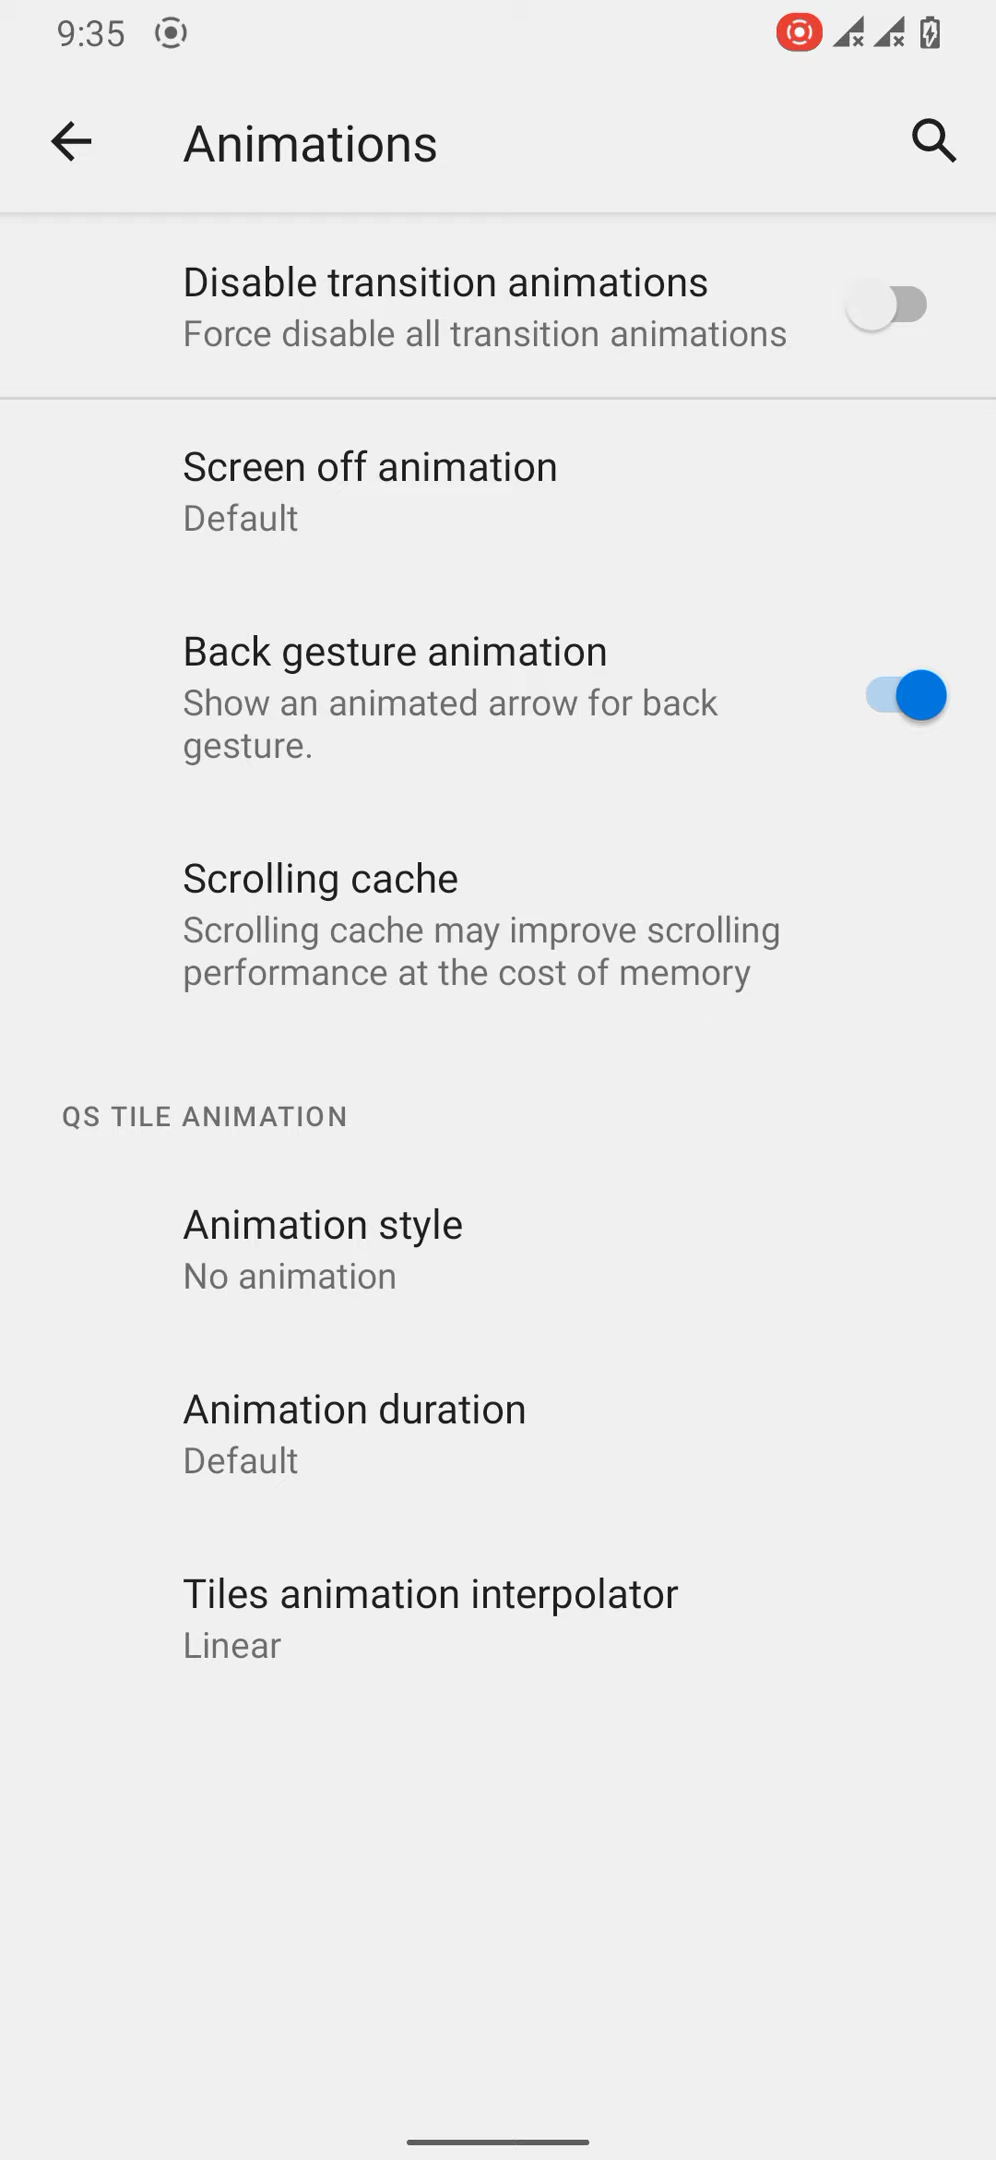 9:35
Animations
Disable transition animations
Force disable all transition animations
Screen off animation
Default
Back gesture animation
Show an animated arrow for back
gesture.
Scrolling cache
Scrolling cache may improve scrolling
performance at the cost of memory
QS TILE ANIMATION
Animation style
No animation
Animation duration
Default
Tiles animation interpolator
Linear